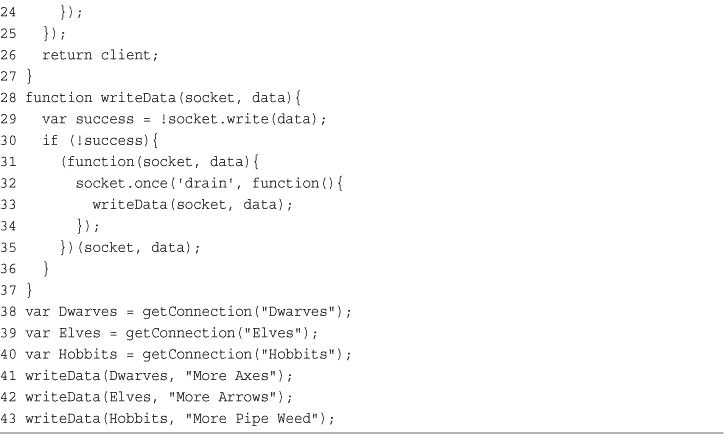 24     });
25   });
26   return client;
27 }
28 function writeData(socket, data){
29   var success = !socket.write(data);
30   if (!success){
31     (function(socket, data){
32       socket.once('drain', function(){
33         writeData(socket, data);
34       });
35     })(socket, data);
36   }
37 }
38 var Dwarves = getConnection("Dwarves");
39 var Elves = getConnection("Elves");
40 var Hobbits = getConnection("Hobbits");
41 writeData(Dwarves, "More Axes");
42 writeData(Elves, "More Arrows");
43 writeData(Hobbits, "More Pipe Weed");